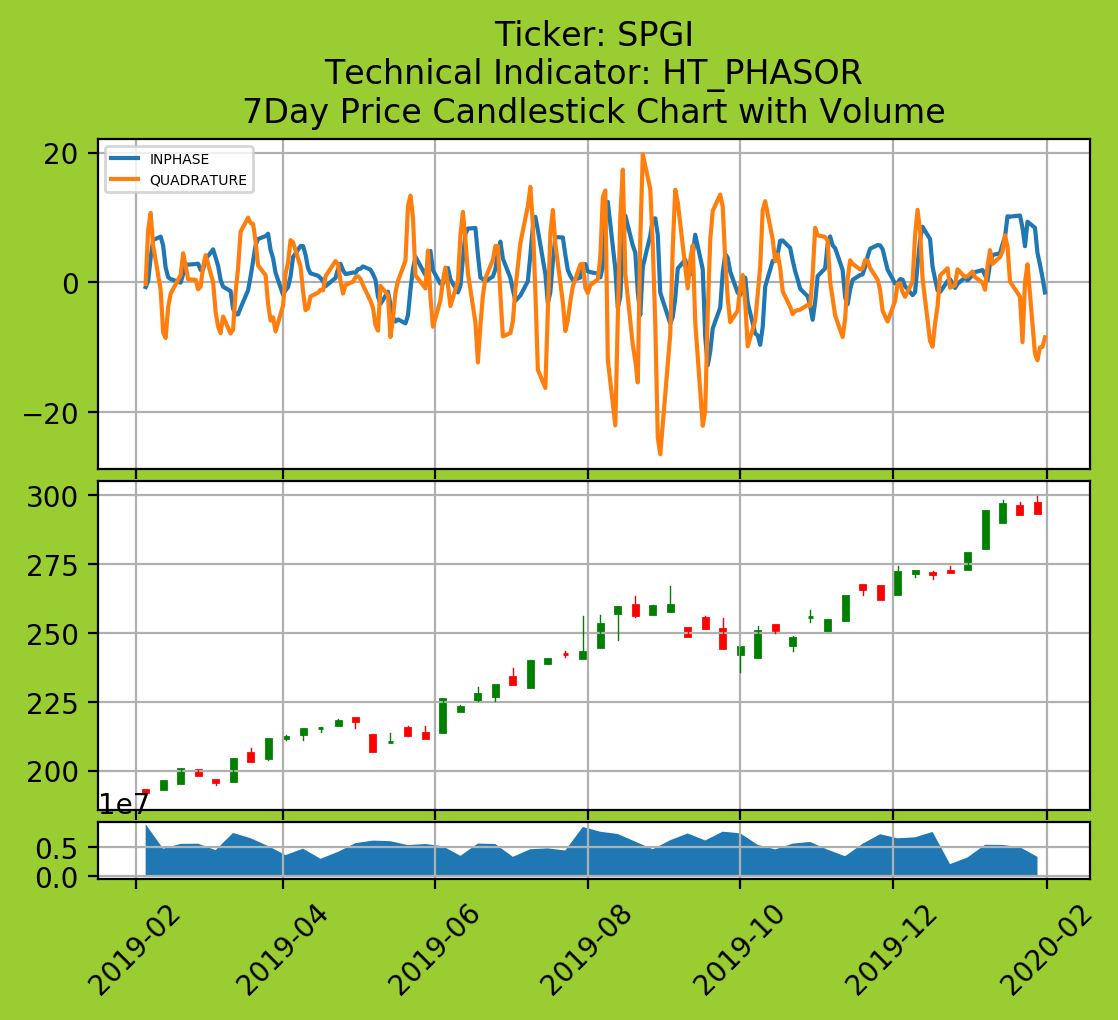 Ticker: SPGI
Technical Indicator: HT_PHASOR
7Day Price Candlestick Chart with Volume
INPHASE
QUADRATURE
20
0
−20
300
275
250
225
200
1e7
0.5
0.0
2019-02
2019-04
2019-06
2019-08
2019-10
2019-12
2020-02